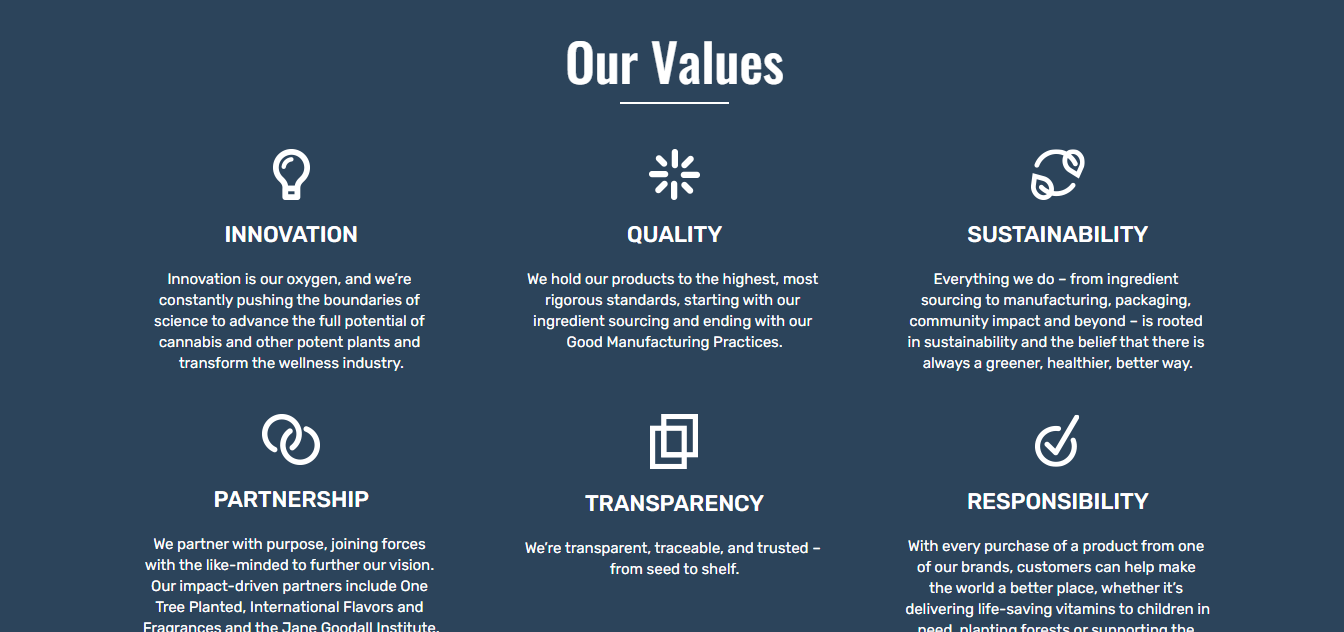 Our Values
INNOVATION
Innovation is our oxygen, and we’re
constantly pushing the boundaries of
science to advance the full potential of
cannabis and other potent plants and
transform the wellness industry.
QUALITY
We hold our products to the highest, most
rigorous standards, starting with our
ingredient sourcing and ending with our
Good Manufacturing Practices.
SUSTAINABILITY
Everything we do – from ingredient
sourcing to manufacturing, packaging,
community impact and beyond – is rooted
in sustainability and the belief that there is
always a greener, healthier, better way.
PARTNERSHIP
We partner with purpose, joining forces
with the like-minded to further our vision.
Our impact-driven partners include One
Tree Planted, International Flavors and
Fragrances and the Jane Goodall Institute.
TRANSPARENCY
We’re transparent, traceable, and trusted –
from seed to shelf.
RESPONSIBILITY
With every purchase of a product from one
of our brands, customers can help make
the world a better place, whether it’s
delivering life-saving vitamins to children in
need, planting forests or supporting the